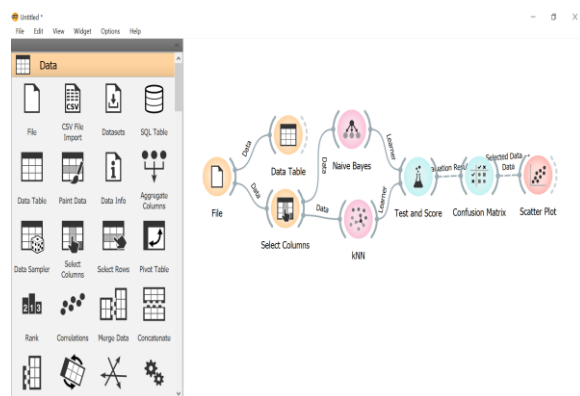 Untitled *
File Edit View Widget Options Help
Data
File
CSV File
Import
Datasets
SQL Table
Data Table
Paint Data
Data Info
Aggregate
Columns
Data Sampler
Select
Columns
Select Rows
Pivot Table
Rank
Correlations
Merge Data
Concatenate
File
Data
Data
Data Table
Select Columns
Data
Data
Naive Bayes
kNN
Learner
Learner
Test and Score
Confusion Matrix
Selected Data
Data
Scatter Plot